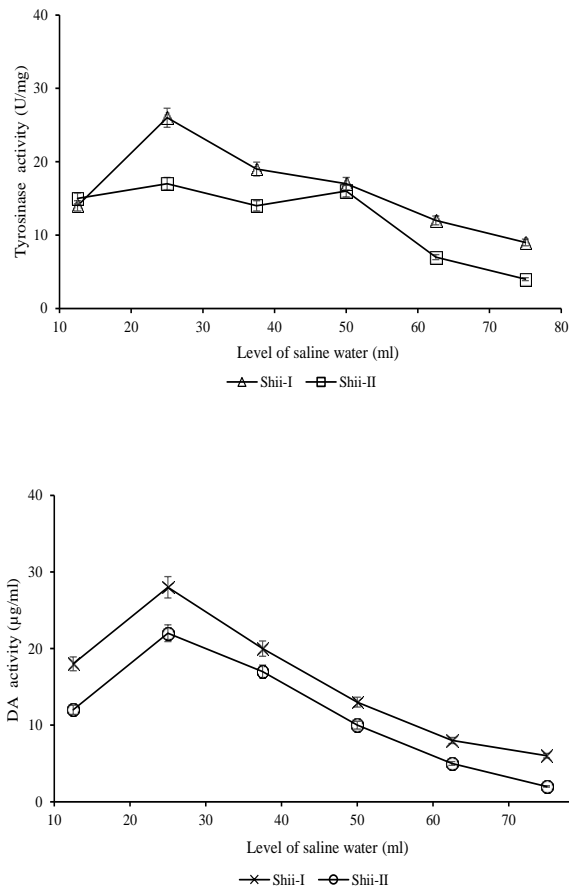 40
30
20
10
0
Tyrosinase activity (U/mg)
10 20 30 40 50 60 70 80
Level of saline water (ml)
Shii-I Shii-II
40
30
20
10
0
DA activity (µg/ml)
10 20 30 40 50 60 70
Level of saline water (ml)
Shii-I Shii-II